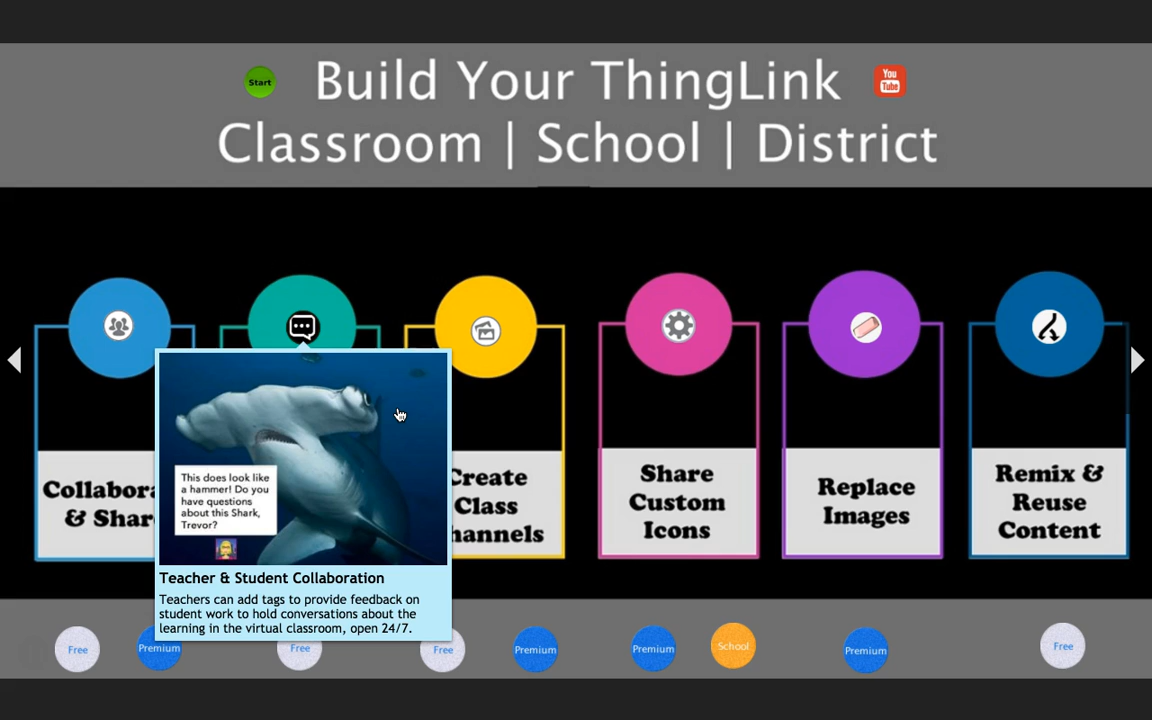 Start
Build Your ThingLink
You
Tube
Classroom | School | District
Collabora
& Shar
This does look like
a hammer! Do you
have questions
about this Shark,
Trevor?
Teacher & Student Collaboration
Teachers can add tags to provide feedback on
student work to hold conversations about the
learning in the virtual classroom, open 24/7.
Create
Class
hannels
Share
Custom
Icons
Replace
Images
Remix &
Reuse
Content
Free
Premium
Free
Free
Premium
Premium
School
Premium
Free